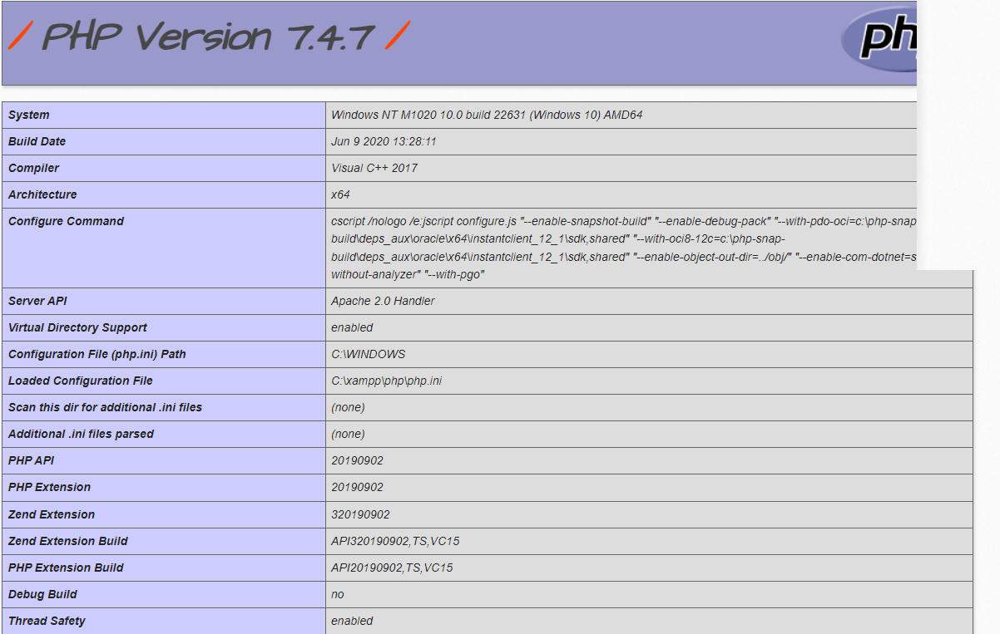 / PHP Version 7.4.7 /
System Windows NT M1020 10.0 build 22631 (Windows 10) AMD64
Build Date Jun 9 2020 13:28:11
Compiler Visual C++ 2017
Architecture x64
Configure Command cscript /nologo /e:jscript configure.js "--enable-snapshot-build" "--enable-debug-pack" "--with-pdo-oci=c:\php-snap
build\deps_aux\oracle\x64\instantclient_12_1\sdk,shared" "--with-oci8-12c=c:\php-snap-
build\deps_aux\oracle\x64\instantclient_12_1\sdk,shared" "--enable-object-out-dir=../obj/" "--enable-com-dotnet=s
without-analyzer" "--with-pgo"
Server API Apache 2.0 Handler
Virtual Directory Support enabled
Configuration File (php.ini) Path C:\WINDOWS
Loaded Configuration File C:\xampp\php\php.ini
Scan this dir for additional .ini files (none)
Additional .ini files parsed (none)
PHP API 20190902
PHP Extension 20190902
Zend Extension 320190902
Zend Extension Build API320190902,TS,VC15
PHP Extension Build API20190902,TS,VC15
Debug Build no
Thread Safety enabled